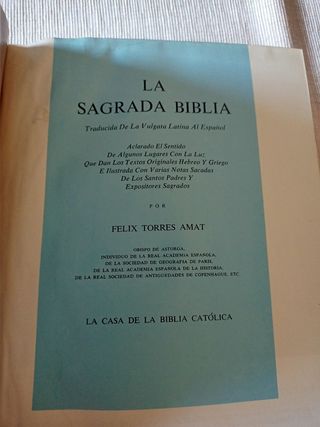 LA
SAGRADA BIBLIA
Traducida De La Vulgata Latina Al Español
Aclarado El Sentido
De Algunos Lugares Con La Luz
Que Dan Los Textos Originales Hebreo Y Griego
E Ilustrada Con Varias Notas Sacadas
De Los Santos Padres Y
Expositores Sagrados
POR
FELIX TORRES AMAT
OBISPO DE ASTORGA,
INDIVIDUO DE LA REAL ACADEMIA ESPAÑOLA,
DE LA SOCIEDAD DE GEOGRAFIA DE PARIS,
DE LA REAL ACADEMIA ESPAÑOLA DE LA HISTORIA,
DE LA REAL SOCIEDAD DE ANTIGUEDADES DE COPENHAGUE, ETC
LA CASA DE LA BIBLIA CATÓLICA